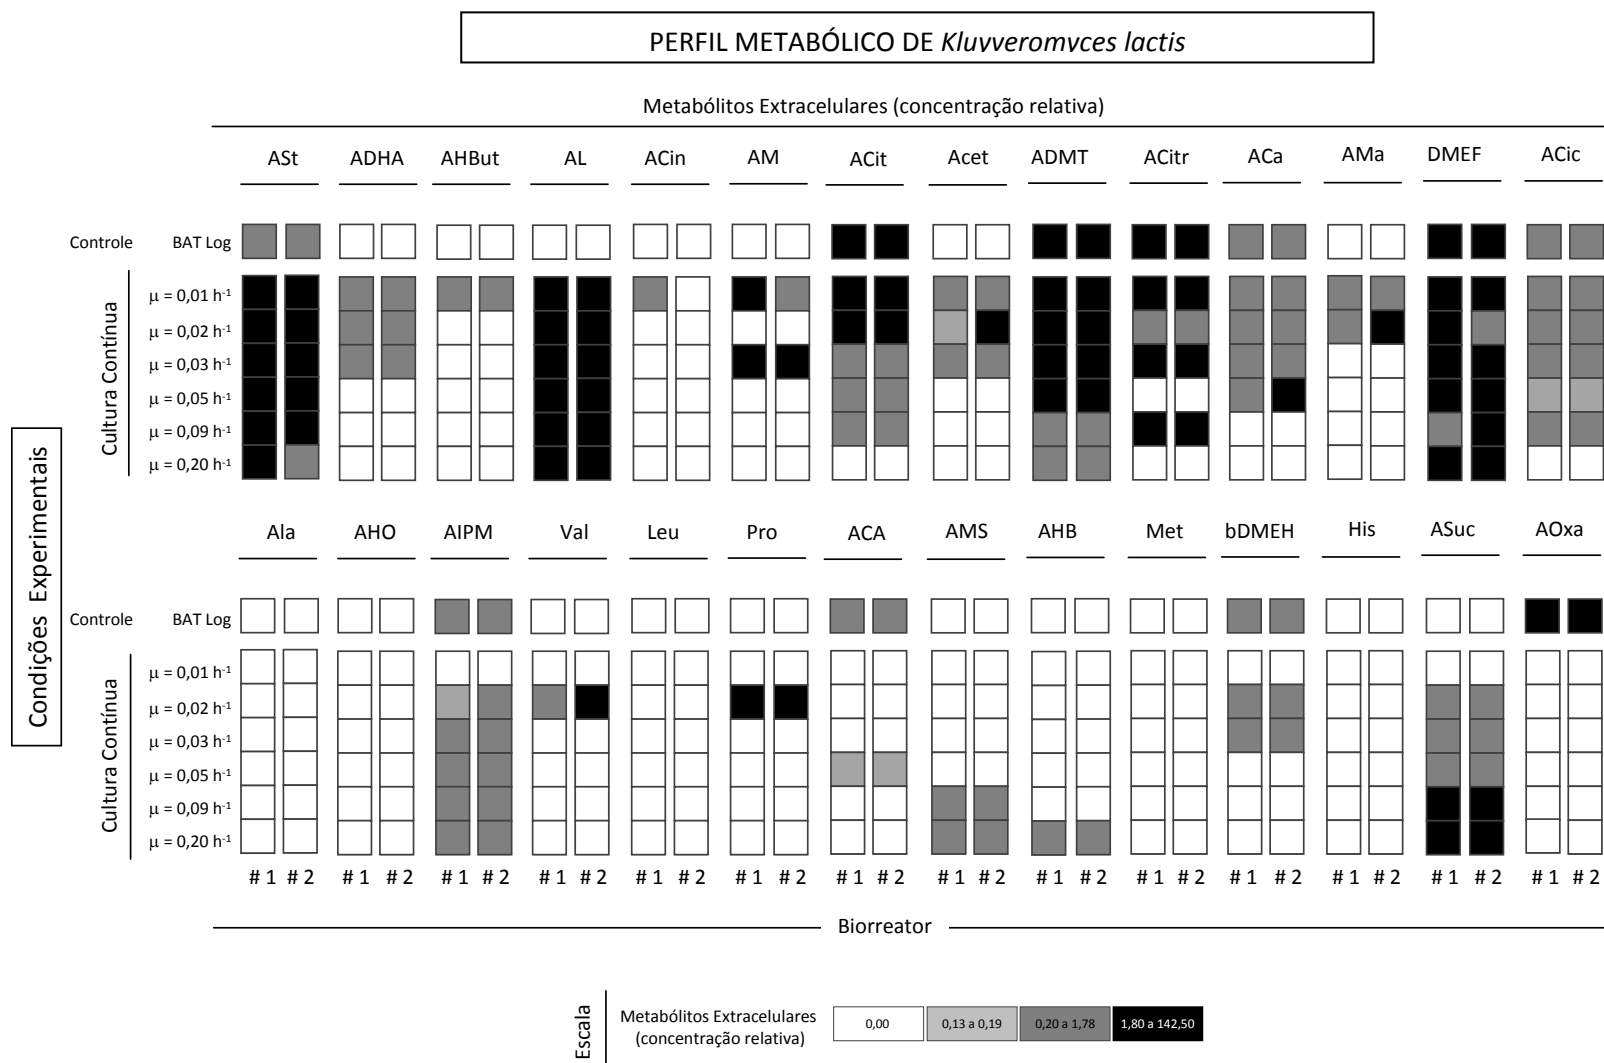 PERFIL METABÓLICO DE Kluyveromyces lactis
Metabólitos Extracelulares (concentração relativa)
ASt ADHA AHBut AL ACin AM ACit Acet ADMT ACitr ACa AMa DMEF ACic
Controle BAT Log
Cultura Contínua
μ = 0,01 h-1
μ = 0,02 h-1
μ = 0,03 h-1
μ = 0,05 h-1
μ = 0,09 h-1
μ = 0,20 h-1
Condições Experimentais
Ala AHO AIPM Val Leu Pro ACA AMS AHB Met bDMEH His ASuc AOxa
Controle BAT Log
Cultura Contínua
μ = 0,01 h-1
μ = 0,02 h-1
μ = 0,03 h-1
μ = 0,05 h-1
μ = 0,09 h-1
μ = 0,20 h-1
# 1 # 2 # 1 # 2 # 1 # 2 # 1 # 2 # 1 # 2 # 1 # 2 # 1 # 2 # 1 # 2 # 1 # 2 # 1 # 2 # 1 # 2 # 1 # 2 # 1 # 2 # 1 # 2
Biorreator
Escala
Metabólitos Extracelulares
(concentração relativa)
0,00 0,13 a 0,19 0,20 a 1,78 1,80 a 142,50